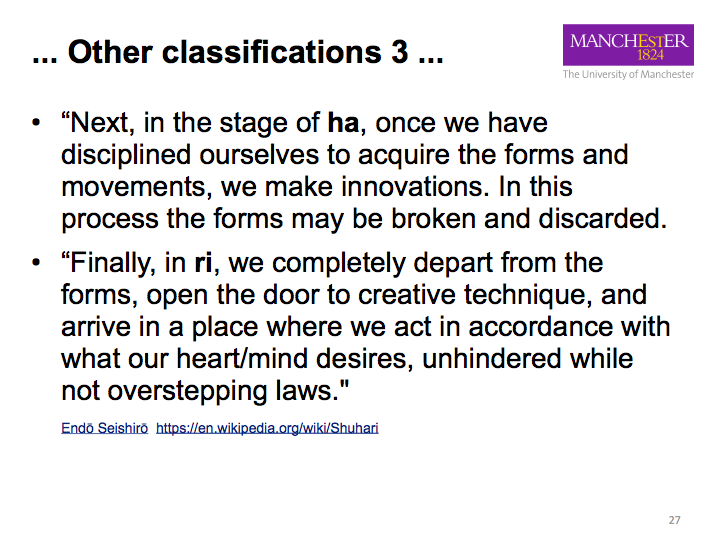 ... Other classifications 3 ...
MANCHEsTER
1824
The University of Manchester
• “Next, in the stage of ha, once we have
disciplined ourselves to acquire the forms and
movements, we make innovations. In this
process the forms may be broken and discarded.
• “Finally, in ri, we completely depart from the
forms, open the door to creative technique, and
arrive in a place where we act in accordance with
what our heart/mind desires, unhindered while
not overstepping laws."
Endō Seishirō https://en.wikipedia.org/wiki/Shuhari
27